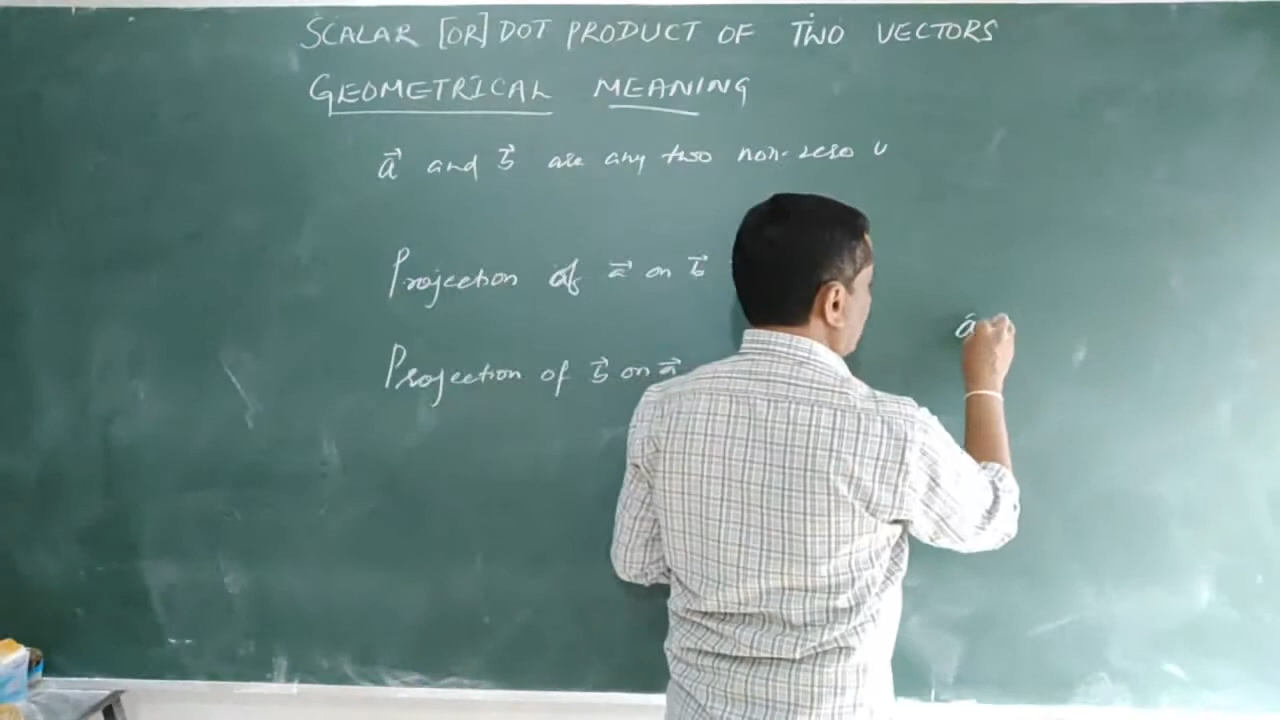 SCALAR [OR] DOT PRODUCT OF TWO VECTORS
GEOMETRICAL MEANING
a⃗ and b⃗ are any two non-zero v
Projection of a⃗ on b⃗
a
Projection of b⃗ on a⃗